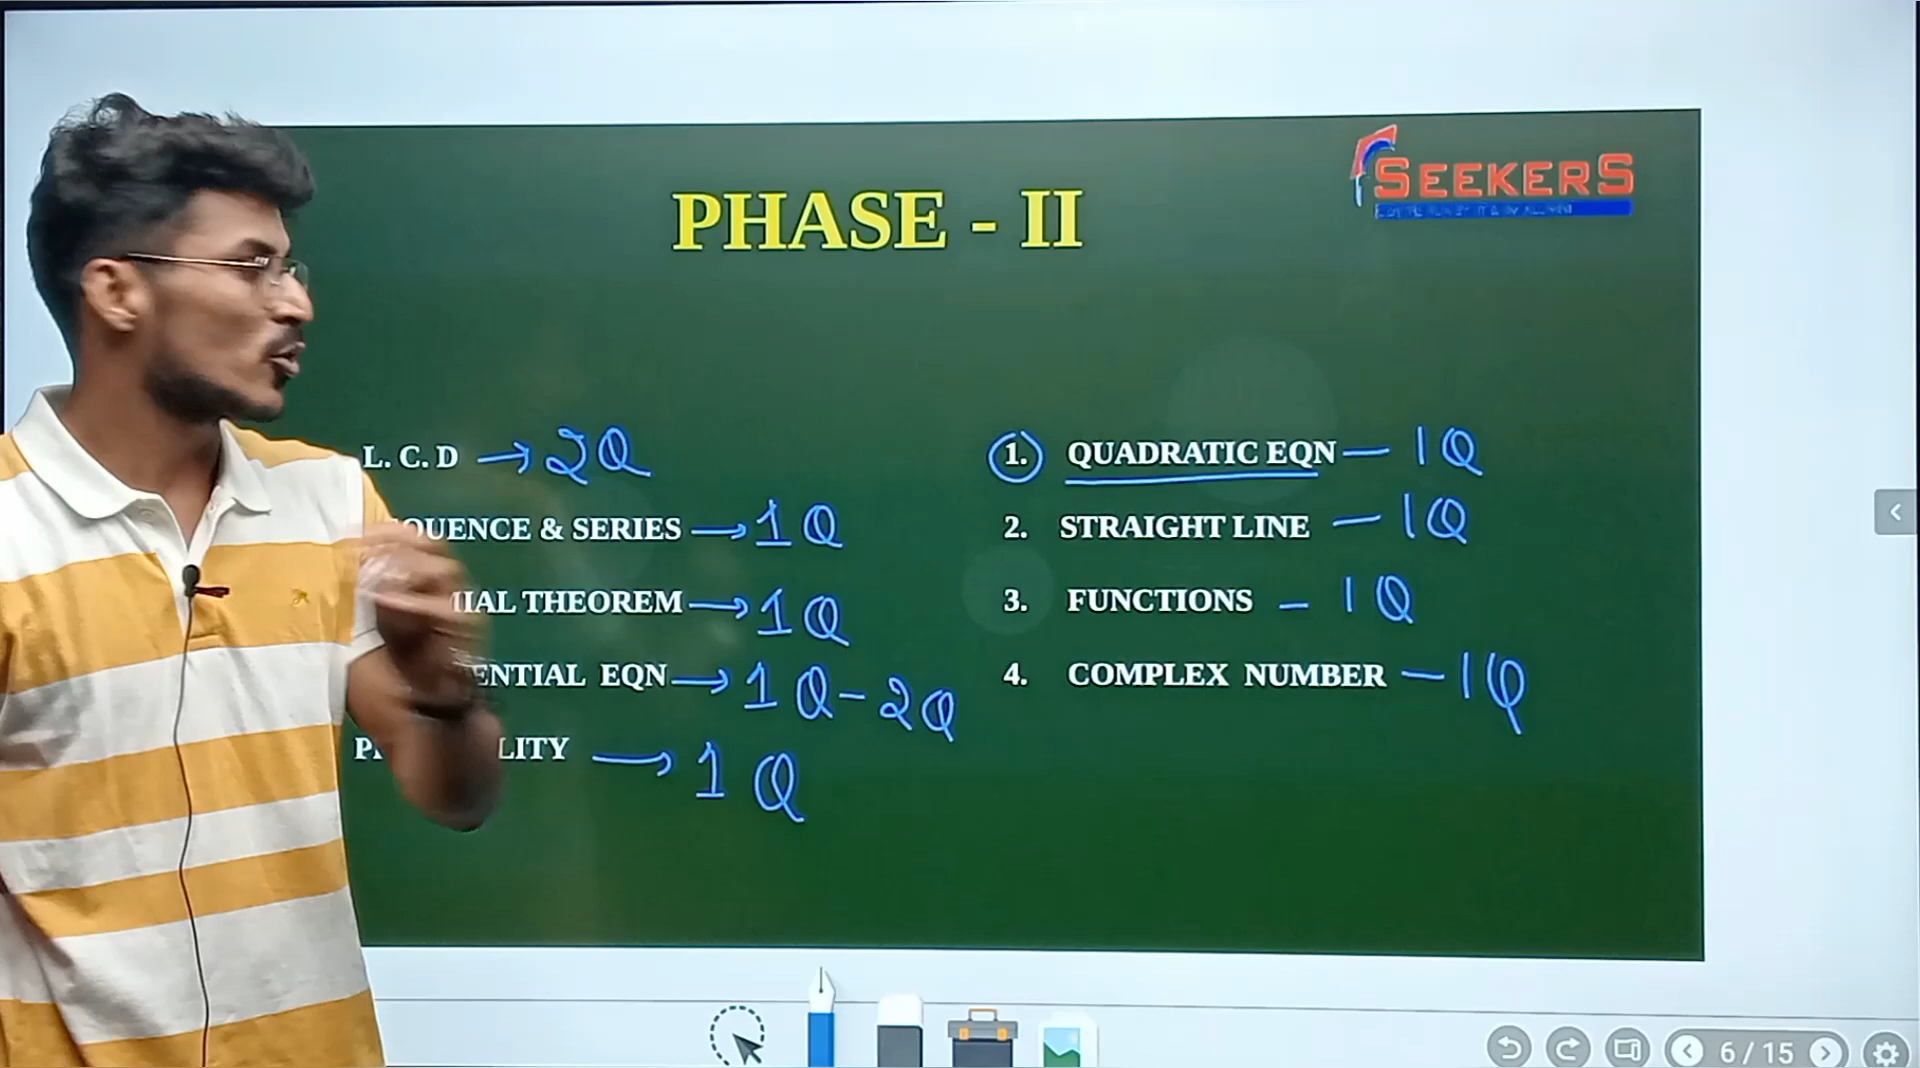 SEEKERS
PHASE - II
L. C. D → 2Q
QUENCE & SERIES → 1Q
MIAL THEOREM → 1Q
ENTIAL EQN → 1Q - 2Q
LITY → 1Q
1. QUADRATIC EQN — 1Q
2. STRAIGHT LINE — 1Q
3. FUNCTIONS — 1Q
4. COMPLEX NUMBER — 1Q
6 / 15